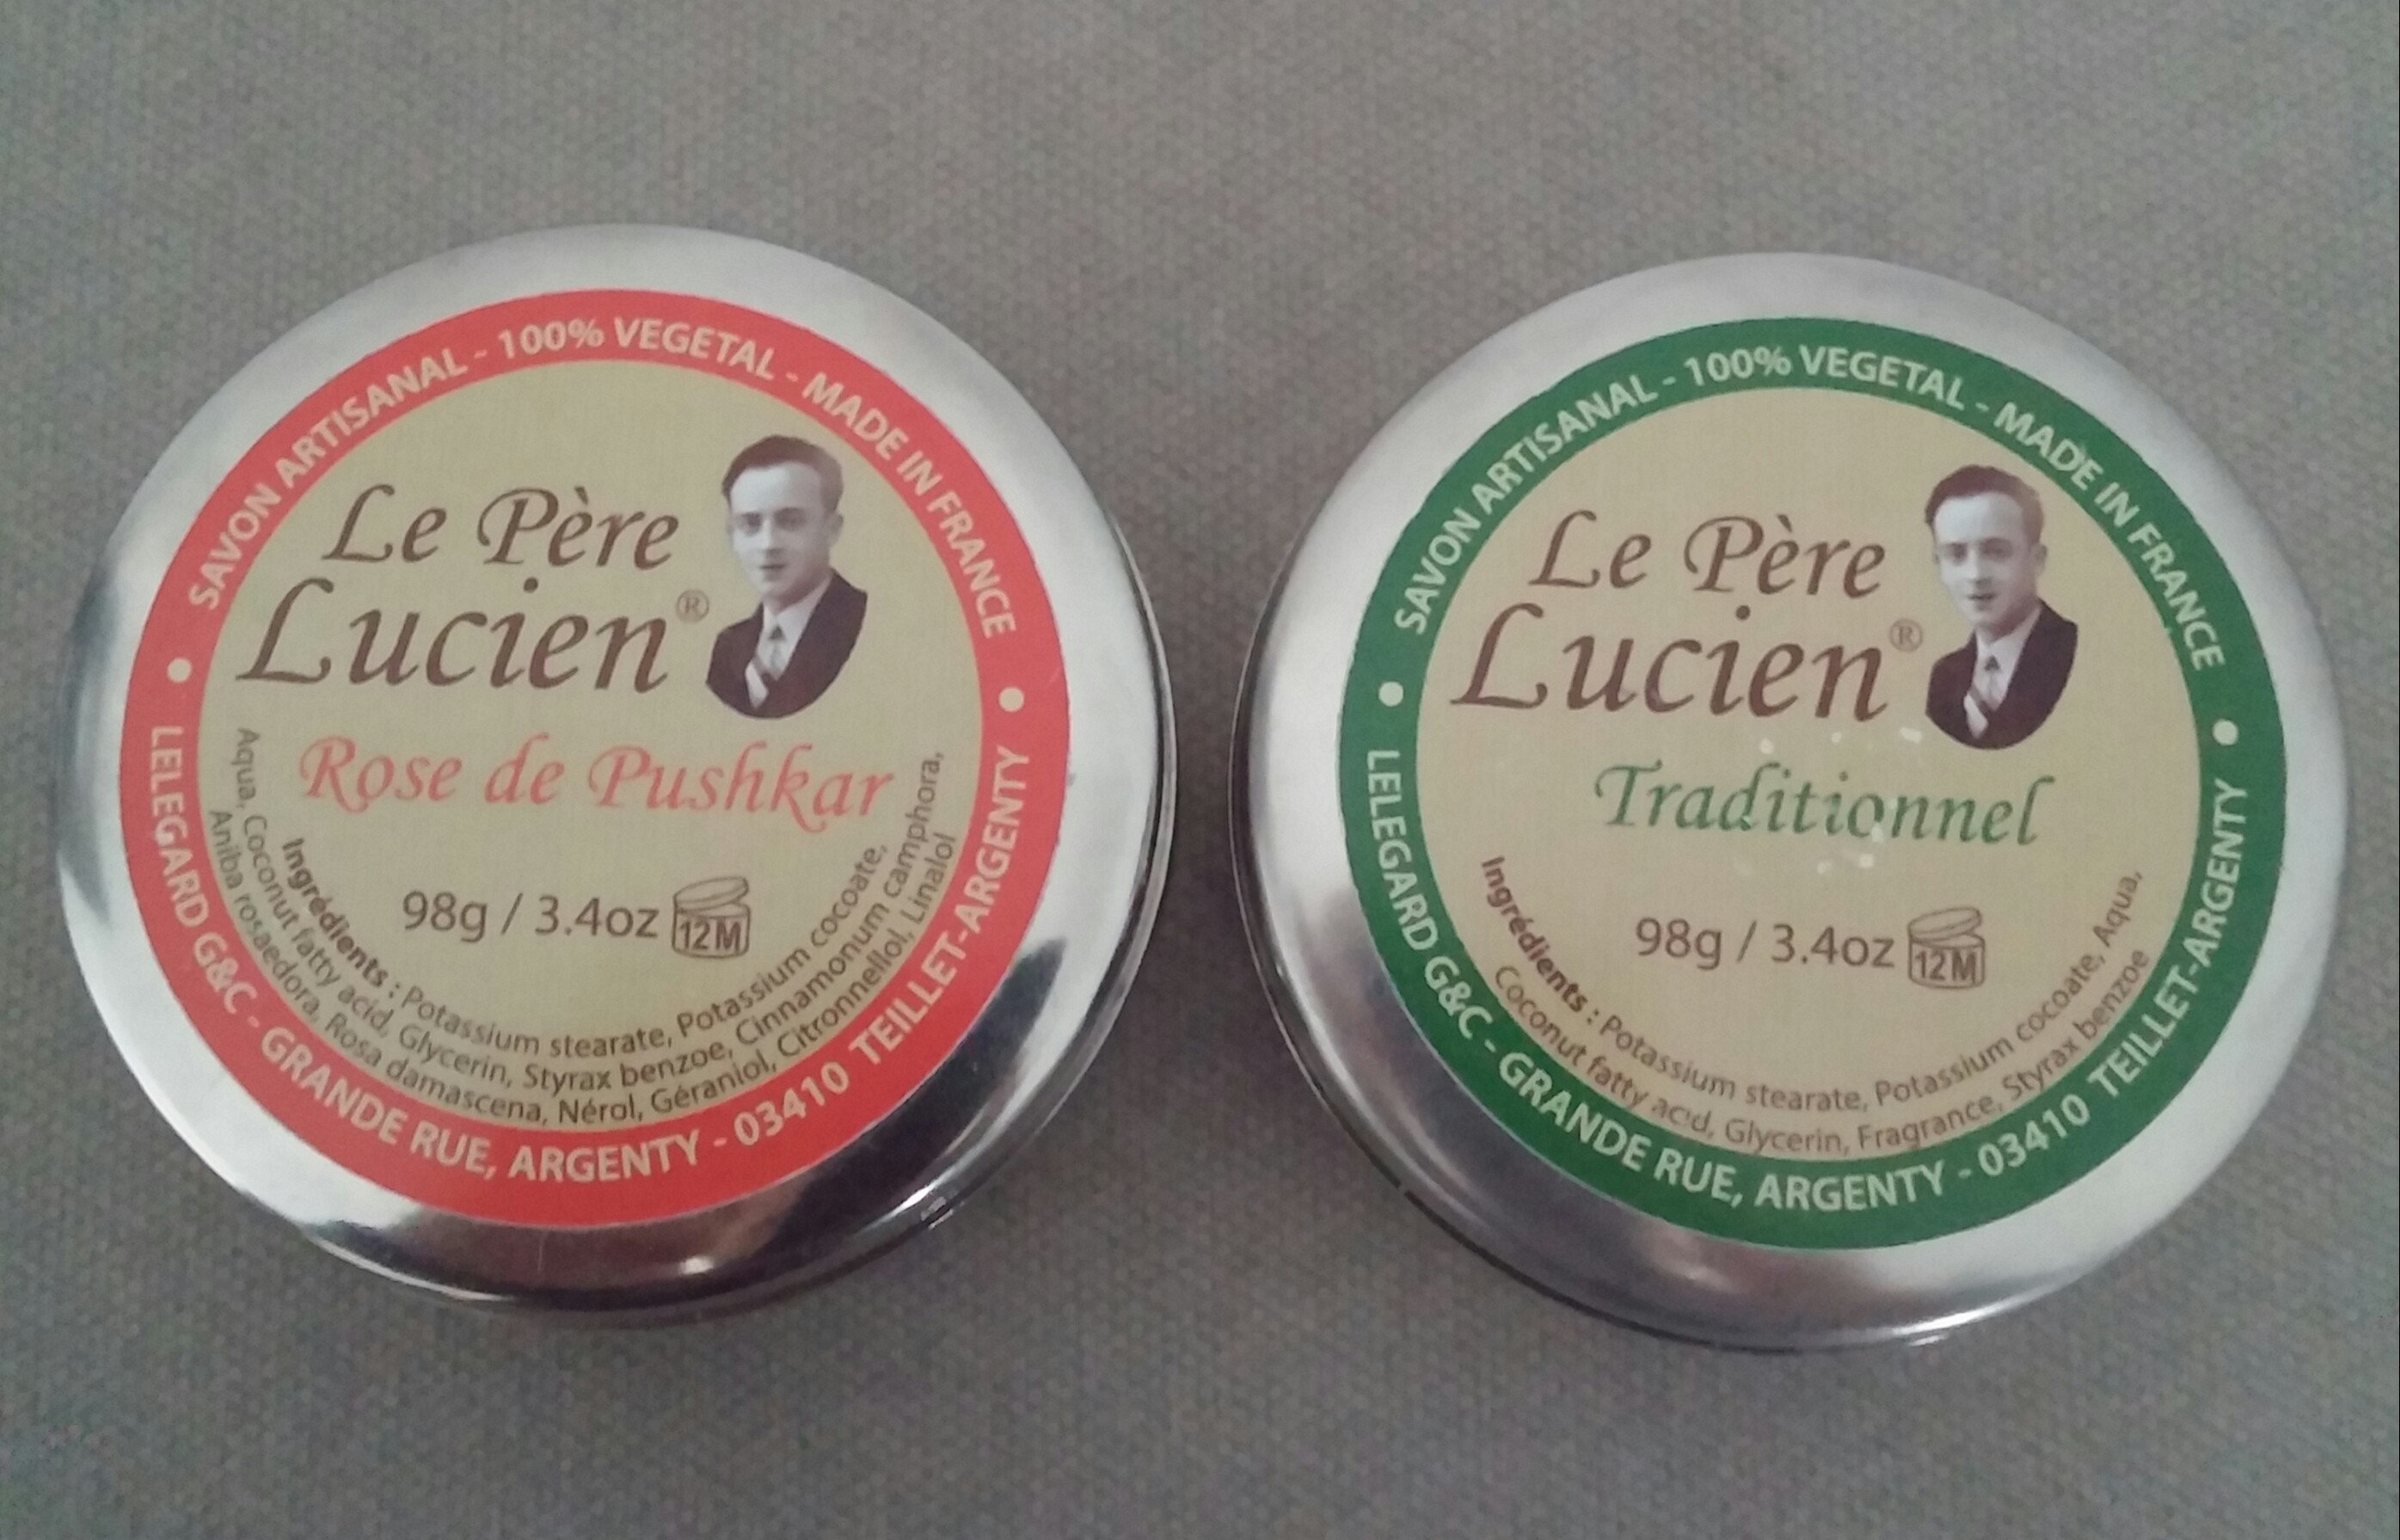 SAVON ARTISANAL - 100% VEGETAL - MADE IN FRANCE
Le Père
Lucien®
Rose de Pushkar
98g / 3.4oz 12M
Ingrédients : Potassium stearate, Potassium cocoate,
Aqua, Coconut fatty acid, Glycerin, Styrax benzoe, Cinnamonum camphora,
Aniba rosaedora, Rosa damascena, Nérol, Géraniol, Citronnellol, Linalol
LELEGARD G&C - GRANDE RUE, ARGENTY - 03410 TEILLET-ARGENTY
SAVON ARTISANAL - 100% VEGETAL - MADE IN FRANCE
Le Père
Lucien®
Traditionnel
98g / 3.4oz 12M
Ingrédients : Potassium stearate, Potassium cocoate, Aqua,
Coconut fatty acid, Glycerin, Fragrance, Styrax benzoe
LELEGARD G&C - GRANDE RUE, ARGENTY - 03410 TEILLET-ARGENTY